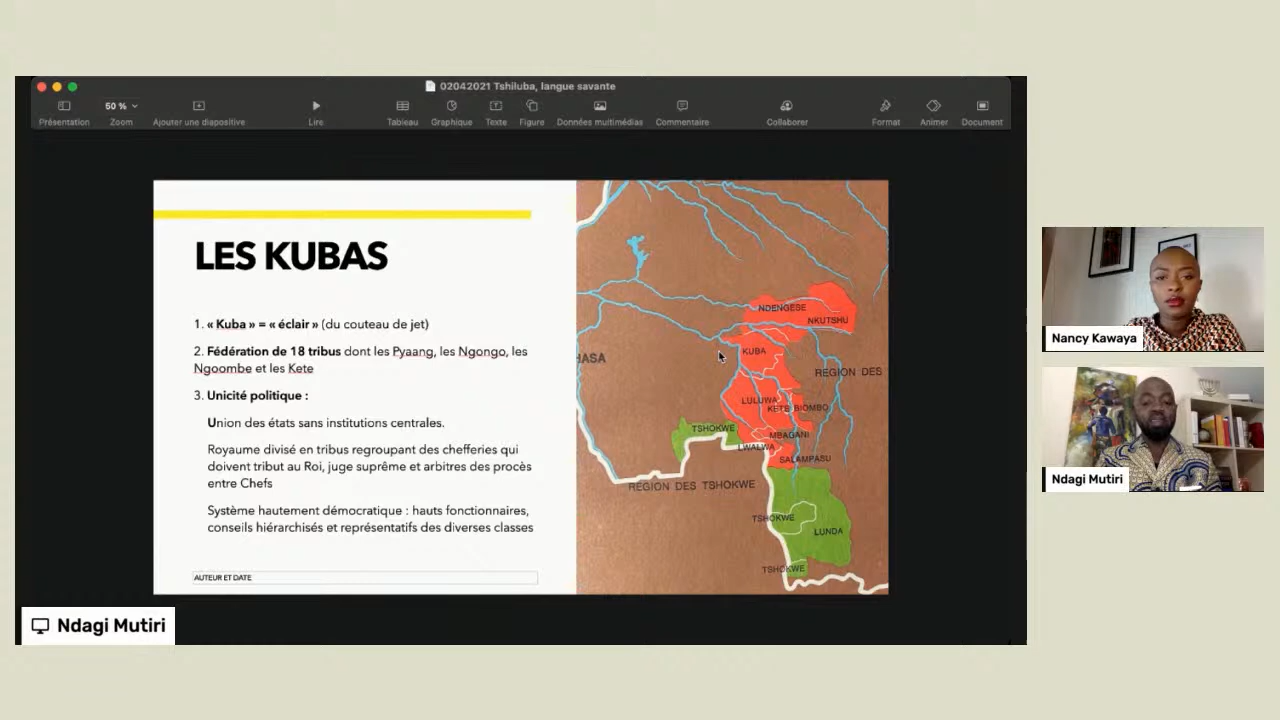 02042021 Tshiluba, langue savante
50 %
Présentation Zoom Ajouter une diapositive Lire Tableau Graphique Texte Figure Données multimédias Commentaire Collaborer Format Animer Document
LES KUBAS
1. « Kuba » = « éclair » (du couteau de jet)
2. Fédération de 18 tribus dont les Pyaang, les Ngongo, les
Ngoombe et les Kete
3. Unicité politique :
Union des états sans institutions centrales.
Royaume divisé en tribus regroupant des chefferies qui
doivent tribut au Roi, juge suprême et arbitres des procès
entre Chefs
Système hautement démocratique : hauts fonctionnaires,
conseils hiérarchisés et représentatifs des diverses classes
AUTEUR ET DATE
NDENGESE
NKUTSHU
KUBA
HASA
REGION DES
LULUWA
KETE BIOMBO
TSHOKWE
MBAGANI
LWALWA
SALAMPASU
REGION DES TSHOKWE
TSHOKWE
LUNDA
TSHOKWE
Nancy Kawaya
Ndagi Mutiri
Ndagi Mutiri